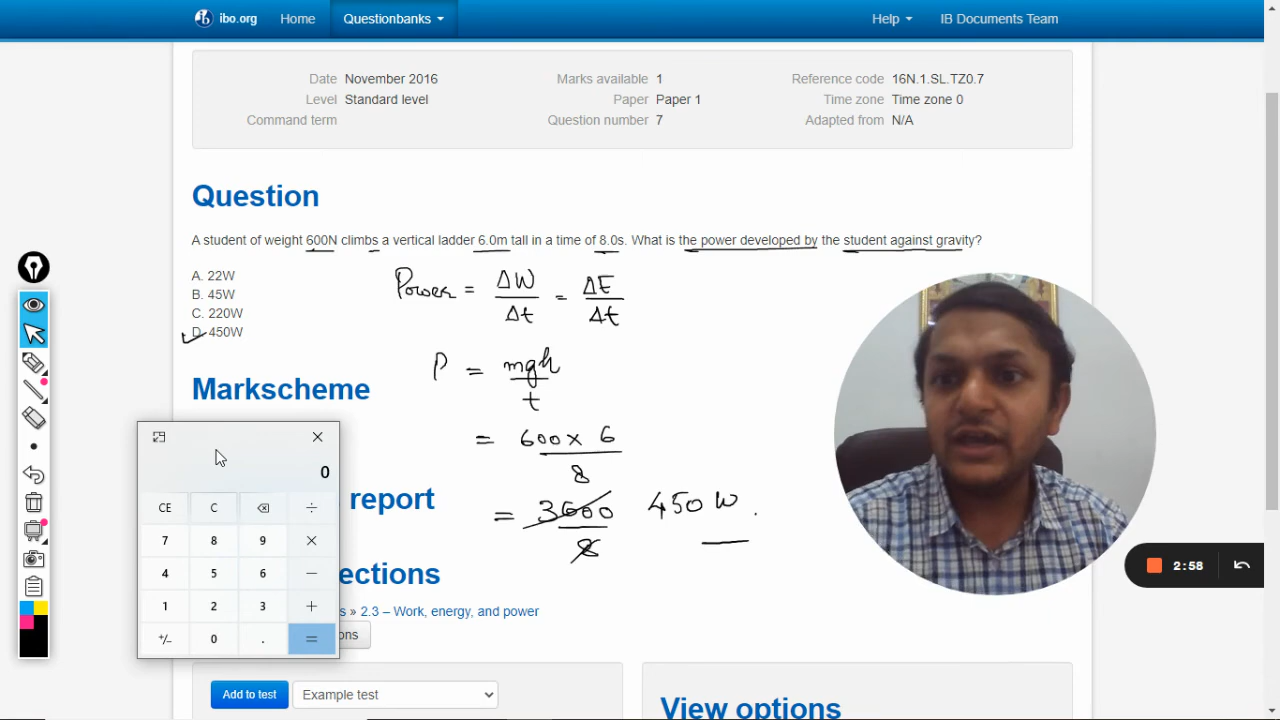 ibo.org Home Questionbanks Help IB Documents Team
Date November 2016 Marks available 1 Reference code 16N.1.SL.TZ0.7
Level Standard level Paper Paper 1 Time zone Time zone 0
Command term Question number 7 Adapted from N/A
Question
A student of weight 600N climbs a vertical ladder 6.0m tall in a time of 8.0s. What is the power developed by the student against gravity?
A. 22W
B. 45W
C. 220W
D. 450W
Power = ΔW/Δt = ΔE/Δt
P = mgh/t
= 600 × 6/8
= 3600/8 450 W.
Markscheme
report
ections
s » 2.3 – Work, energy, and power
ons
0
CE C ÷
7 8 9 ×
4 5 6 −
1 2 3 +
+/− 0 . =
2:58
Add to test Example test
View options